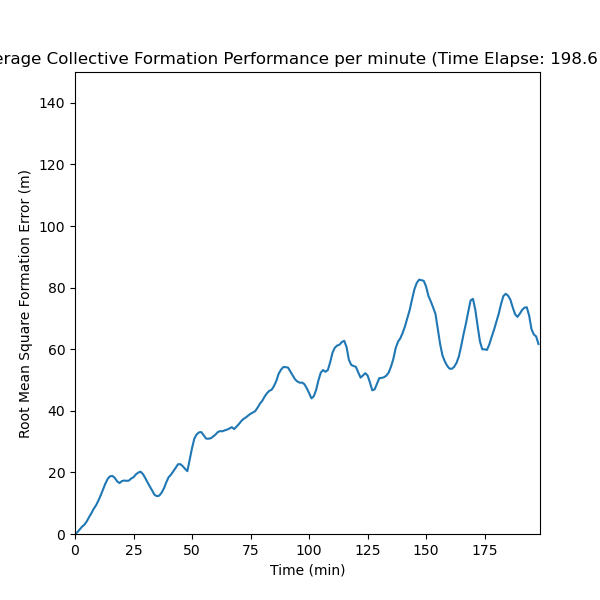 erage Collective Formation Performance per minute (Time Elapse: 198.6
140
120
100
80
60
40
20
0
Root Mean Square Formation Error (m)
0 25 50 75 100 125 150 175
Time (min)